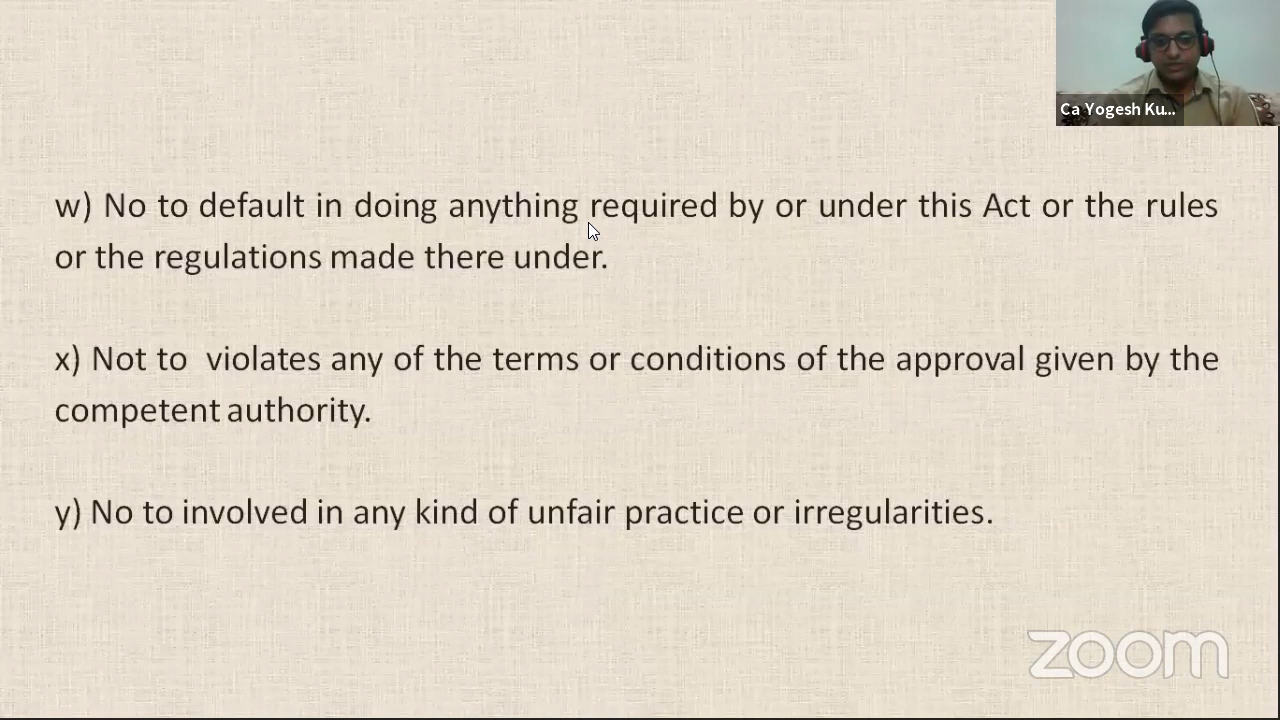 Ca Yogesh Ku...
w) No to default in doing anything required by or under this Act or the rules
or the regulations made there under.
x) Not to violates any of the terms or conditions of the approval given by the
competent authority.
y) No to involved in any kind of unfair practice or irregularities.
zoom